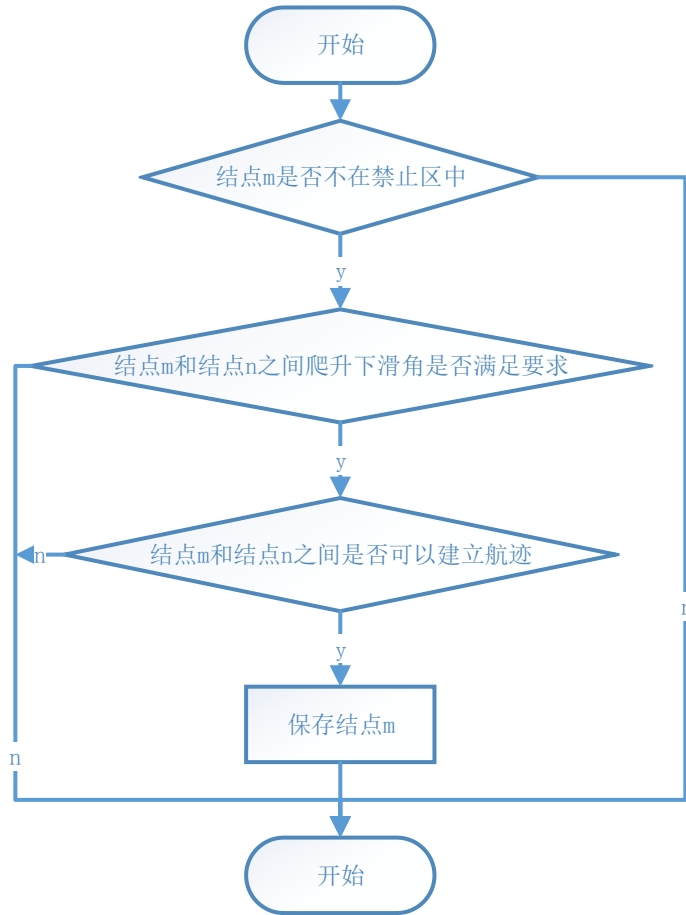 开始
结点m是否不在禁止区中
y
结点m和结点n之间爬升下滑角是否满足要求
y
结点m和结点n之间是否可以建立航迹
n
n
y
保存结点m
n
开始